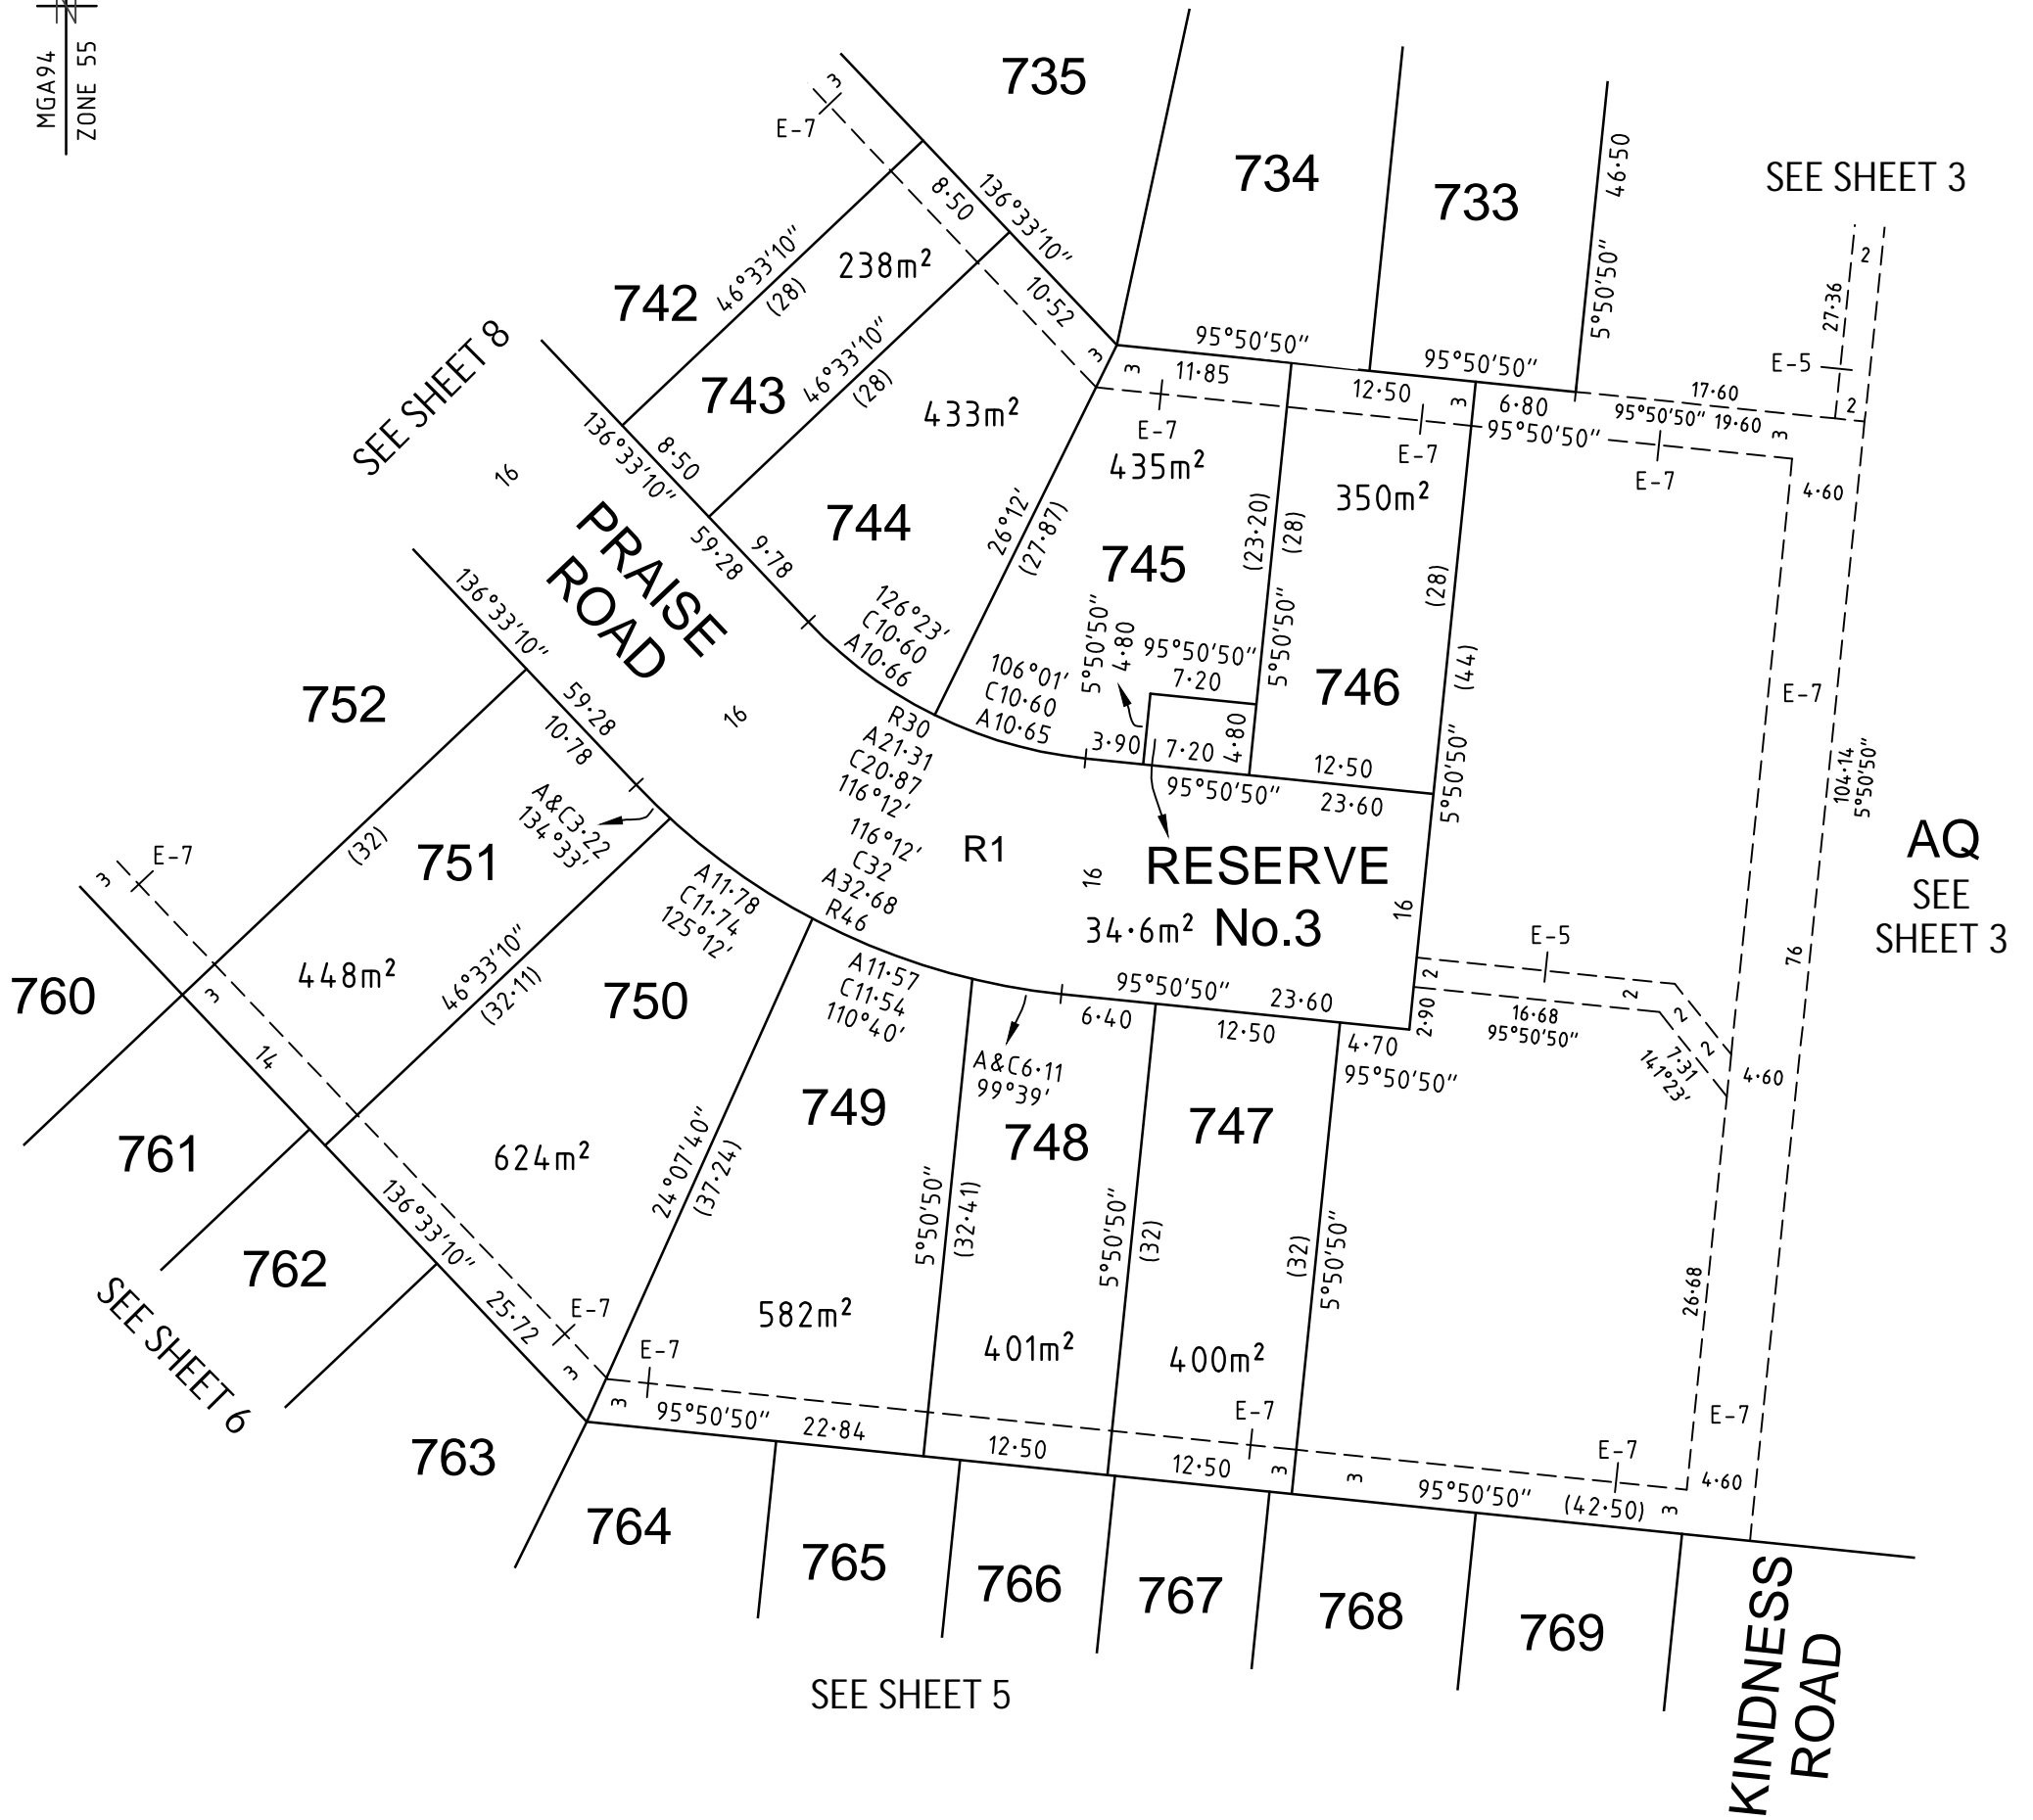 MGA94
ZONE 55
N
735
734
733
SEE SHEET 3
3
E-7
8·50
136°33'10"
46·50
5°50'50"
2
27·36
E-5
2
742
46°33'10"
(28)
238m²
10·52
3
95°50'50"
95°50'50"
3
11·85
12·50
3
6·80
17·60
95°50'50" 19·60
3
95°50'50"
E-7
E-7
E-7
4·60
SEE SHEET 8
743
46°33'10"
(28)
433m²
435m²
350m²
136°33'10"
8·50
16
59·28
9·78
744
26°12'
(27·87)
745
(23·20)
(28)
(28)
PRAISE
ROAD
136°33'10"
126°23'
C10·60
A10·66
106°01'
C10·60
A10·65
5°50'50"
4·80
95°50'50"
7·20
5°50'50"
746
(44)
E-7
752
59·28
10·78
16
R30
A21·31
C20·87
116°12'
3·90
7·20
4·80
12·50
95°50'50"
23·60
5°50'50"
104·14
5°50'50"
A&C3·22
134°33'
(32)
751
E-7
3
116°12'
C32
A32·68
R46
R1
16
RESERVE
No.3
34·6m²
16
AQ
SEE
SHEET 3
A11·78
C11·74
125°12'
A11·57
C11·54
110°40'
95°50'50"
23·60
E-5
2
2
76
760
448m²
3
46°33'10"
(32·11)
750
6·40
12·50
4·70
95°50'50"
2·90
16·68
95°50'50"
2
2
7·31
141°23'
4·60
14
A&C6·11
99°39'
749
748
747
761
624m²
24°07'40"
(37·24)
5°50'50"
(32·41)
5°50'50"
(32)
(32)
5°50'50"
136°33'10"
762
25·72
E-7
3
582m²
401m²
400m²
26·68
SEE SHEET 6
E-7
3
95°50'50"
22·84
12·50
12·50
E-7
3
3
95°50'50"
(42·50)
E-7
3
4·60
E-7
763
764
765
766
767
768
769
SEE SHEET 5
KINDNESS
ROAD